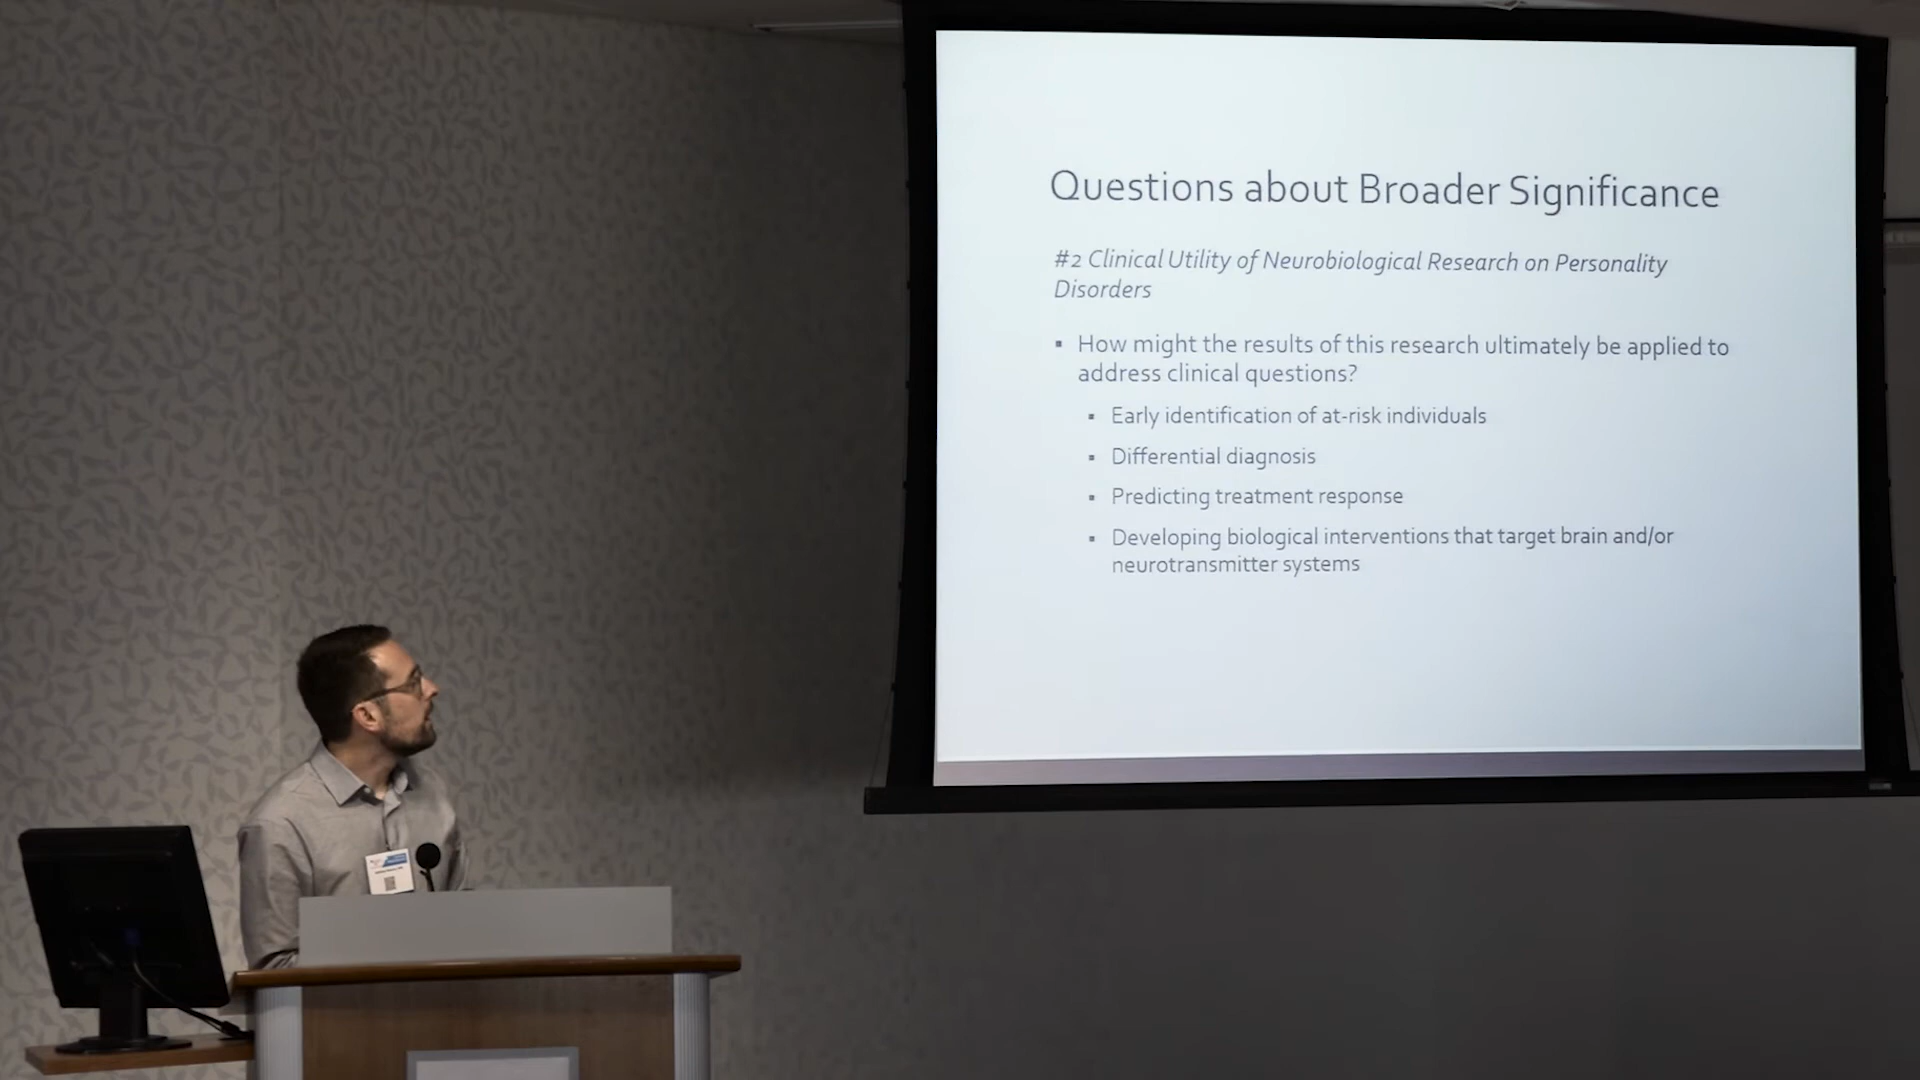 Questions about Broader Significance
#2 Clinical Utility of Neurobiological Research on Personality
Disorders
▪ How might the results of this research ultimately be applied to
address clinical questions?
▪ Early identification of at-risk individuals
▪ Differential diagnosis
▪ Predicting treatment response
▪ Developing biological interventions that target brain and/or
neurotransmitter systems